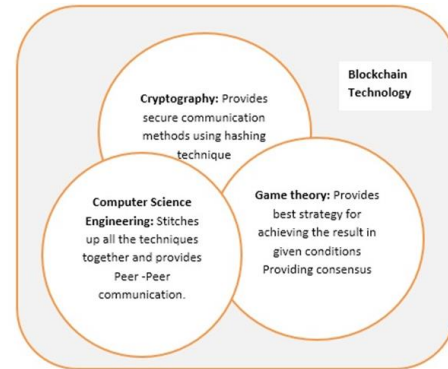 Blockchain
Technology
Cryptography: Provides
secure communication
methods using hashing
technique
Computer Science
Engineering: Stitches
up all the techniques
together and provides
Peer -Peer
communication.
Game theory: Provides
best strategy for
achieving the result in
given conditions
Providing consensus